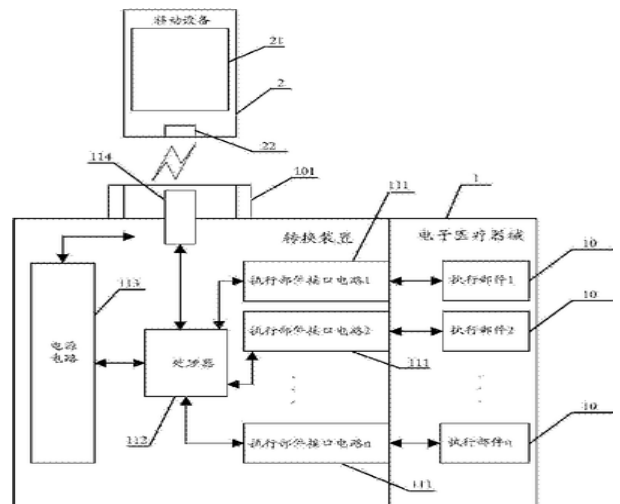 移动设备
21
2
22
114
101
111
1
转换装置
电子医疗器械
10
113
执行部件接口电路1
执行部件1
10
执行部件接口电路2
执行部件2
电源
电路
处理器
111
112
10
执行部件接口电路n
执行部件n
111